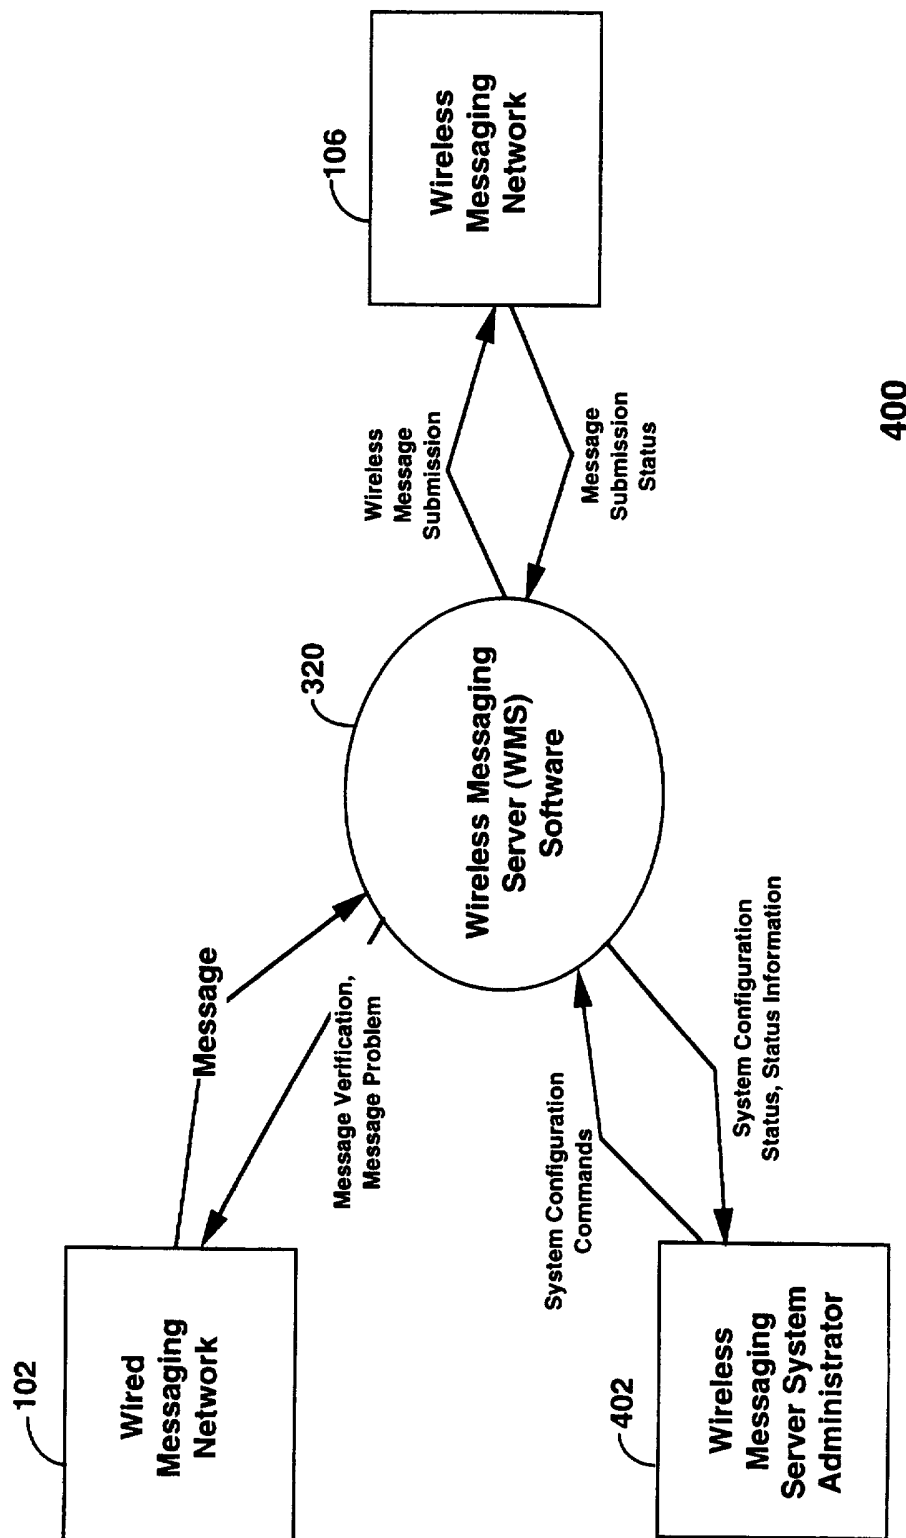 102
Wired
Messaging
Network
Message
Message Verification,
Message Problem
320
Wireless Messaging
Server (WMS)
Software
Wireless
Message
Submission
Message
Submission
Status
106
Wireless
Messaging
Network
402
Wireless
Messaging
Server System
Administrator
System Configuration
Commands
System Configuration
Status, Status Information
400